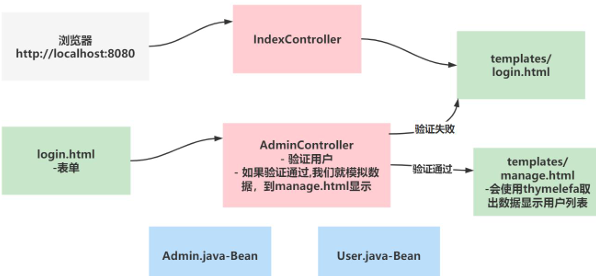 浏览器
http://localhost:8080
IndexController
templates/
login.html
login.html
-表单
AdminController
- 验证用户
- 如果验证通过,我们就模拟数
据，到manage.html显示
验证失败
验证通过
templates/
manage.html
-会使用thymelefa取
出数据显示用户列表
Admin.java-Bean
User.java-Bean